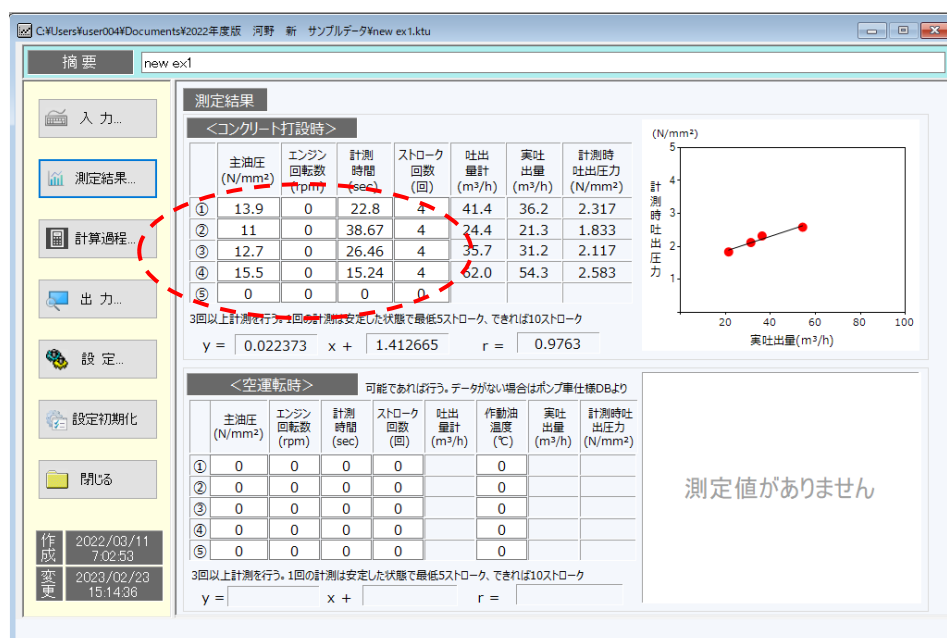 C:¥Users¥user004¥Documents¥2022年度版 河野 新 サンプルデータ¥new ex1.ktu
摘 要 new ex1
入 力...
測定結果...
計算過程...
出 力...
設 定...
設定初期化
閉じる
作成 2022/03/11 7:02:53
変更 2023/02/23 15:14:36
測定結果
＜コンクリート打設時＞
主油圧 (N/mm²) エンジン回転数 (rpm) 計測時間 (sec) ストローク回数 (回) 吐出量計 (m³/h) 実吐出量 (m³/h) 計測時吐出圧力 (N/mm²)
① 13.9 0 22.8 4 41.4 36.2 2.317
② 11 0 38.67 4 24.4 21.3 1.833
③ 12.7 0 26.46 4 35.7 31.2 2.117
④ 15.5 0 15.24 4 62.0 54.3 2.583
⑤ 0 0 0 0
3回以上計測を行う。1回の計測は安定した状態で最低5ストローク、できれば10ストローク
y = 0.022373 x + 1.412665 r = 0.9763
(N/mm²)
5
4
3
2
1
計測時吐出圧力
20 40 60 80 100
実吐出量(m³/h)
＜空運転時＞ 可能であれば行う。データがない場合はポンプ車仕様DBより
主油圧 (N/mm²) エンジン回転数 (rpm) 計測時間 (sec) ストローク回数 (回) 吐出量計 (m³/h) 作動油温度 (℃) 実吐出量 (m³/h) 計測時吐出圧力 (N/mm²)
① 0 0 0 0 0
② 0 0 0 0 0
③ 0 0 0 0 0
④ 0 0 0 0 0
⑤ 0 0 0 0 0
3回以上計測を行う。1回の計測は安定した状態で最低5ストローク、できれば10ストローク
y = x + r =
測定値がありません